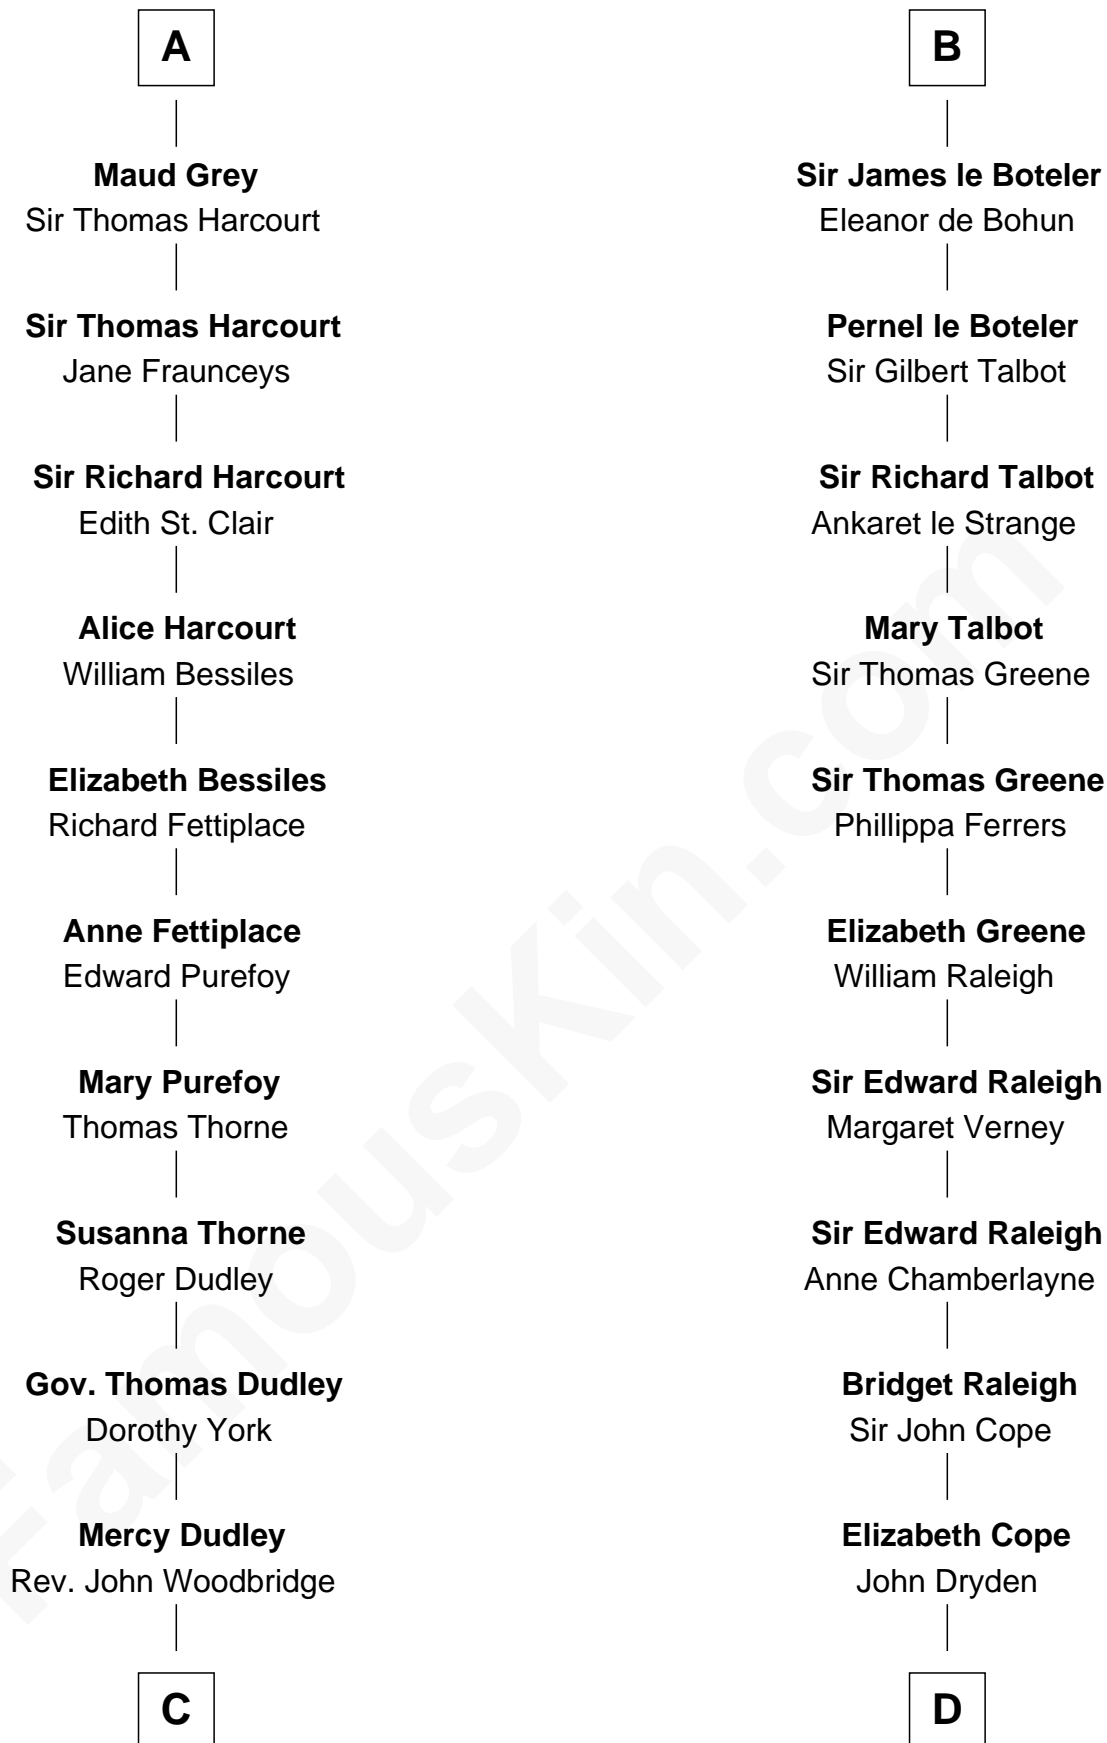 A
Maud Grey
Sir Thomas Harcourt
Sir Thomas Harcourt
Jane Fraunceys
Sir Richard Harcourt
Edith St. Clair
Alice Harcourt
William Bessiles
Elizabeth Bessiles
Richard Fettiplace
Anne Fettiplace
Edward Purefoy
Mary Purefoy
Thomas Thorne
Susanna Thorne
Roger Dudley
Gov. Thomas Dudley
Dorothy York
Mercy Dudley
Rev. John Woodbridge
C
B
Sir James le Boteler
Eleanor de Bohun
Pernel le Boteler
Sir Gilbert Talbot
Sir Richard Talbot
Ankaret le Strange
Mary Talbot
Sir Thomas Greene
Sir Thomas Greene
Phillippa Ferrers
Elizabeth Greene
William Raleigh
Sir Edward Raleigh
Margaret Verney
Sir Edward Raleigh
Anne Chamberlayne
Bridget Raleigh
Sir John Cope
Elizabeth Cope
John Dryden
D
FamousKin.com